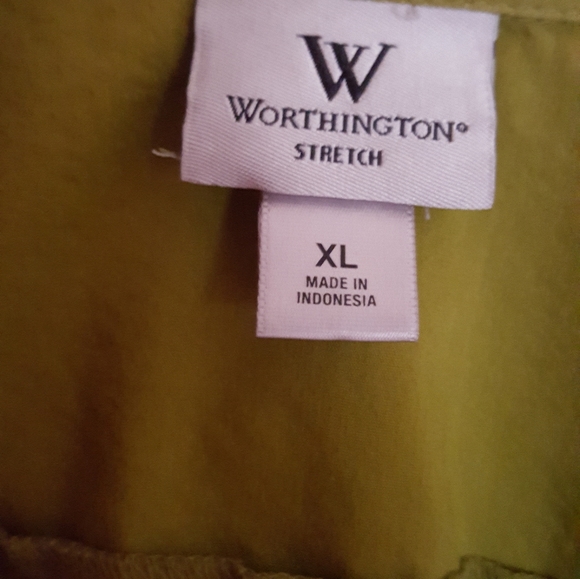 W
WORTHINGTON®
STRETCH
XL
MADE IN
INDONESIA